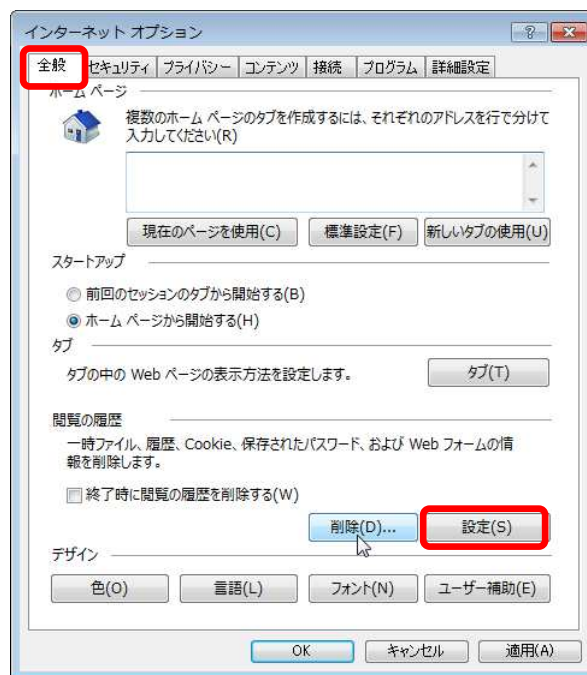 インターネット オプション
全般 セキュリティ プライバシー コンテンツ 接続 プログラム 詳細設定
ホーム ページ
複数のホーム ページのタブを作成するには、それぞれのアドレスを行で分けて
入力してください(R)
現在のページを使用(C) 標準設定(F) 新しいタブの使用(U)
スタートアップ
前回のセッションのタブから開始する(B)
ホーム ページから開始する(H)
タブ
タブの中の Web ページの表示方法を設定します。 タブ(T)
閲覧の履歴
一時ファイル、履歴、Cookie、保存されたパスワード、および Web フォームの情
報を削除します。
終了時に閲覧の履歴を削除する(W)
削除(D)... 設定(S)
デザイン
色(O) 言語(L) フォント(N) ユーザー補助(E)
OK キャンセル 適用(A)